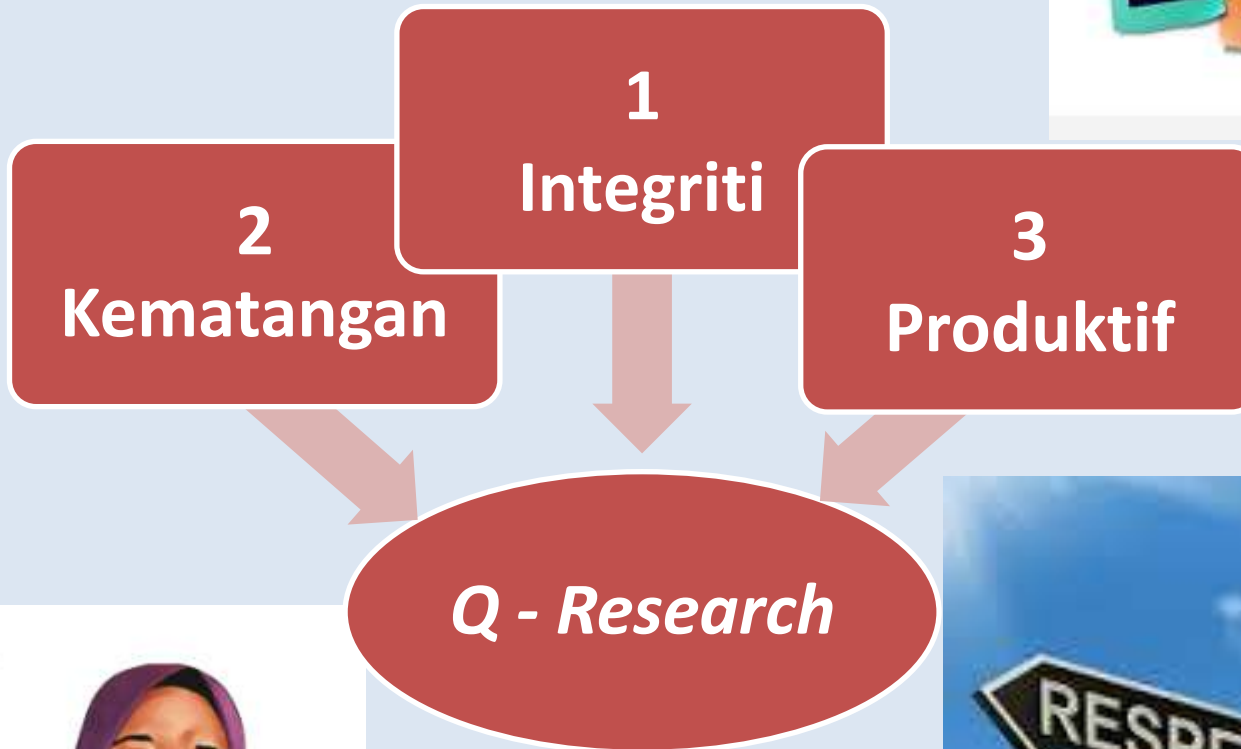 1
Integriti
2
Kematangan
3
Produktif
Q - Research